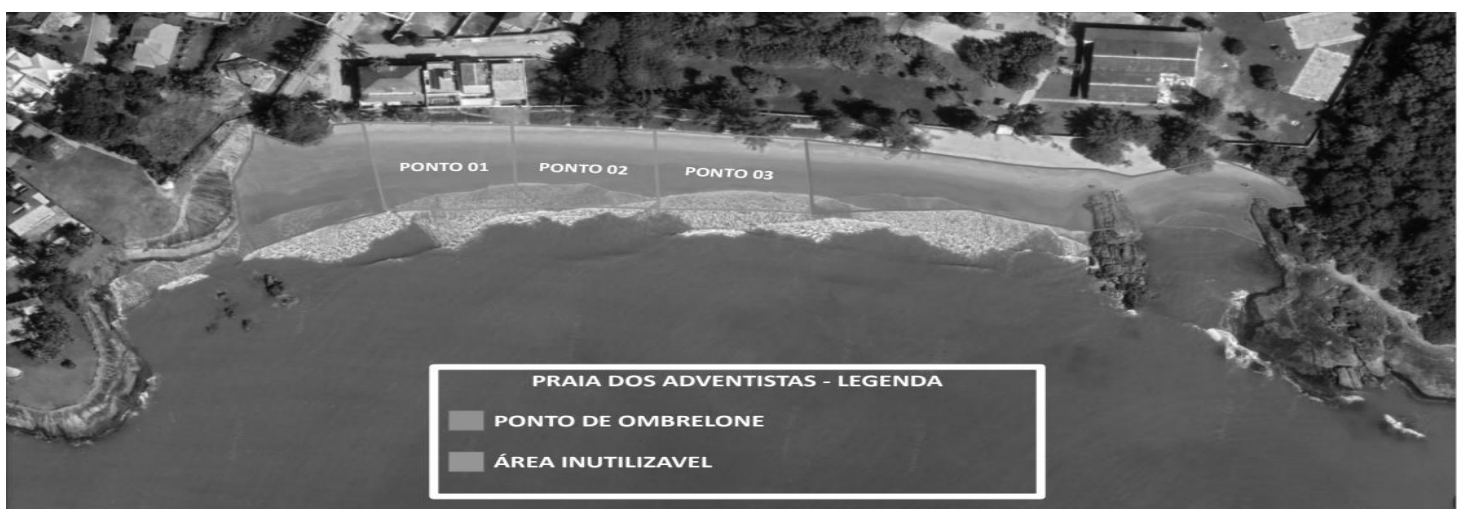 PONTO 01
PONTO 02
PONTO 03
PRAIA DOS ADVENTISTAS - LEGENDA
PONTO DE OMBRELONE
ÁREA INUTILIZAVEL